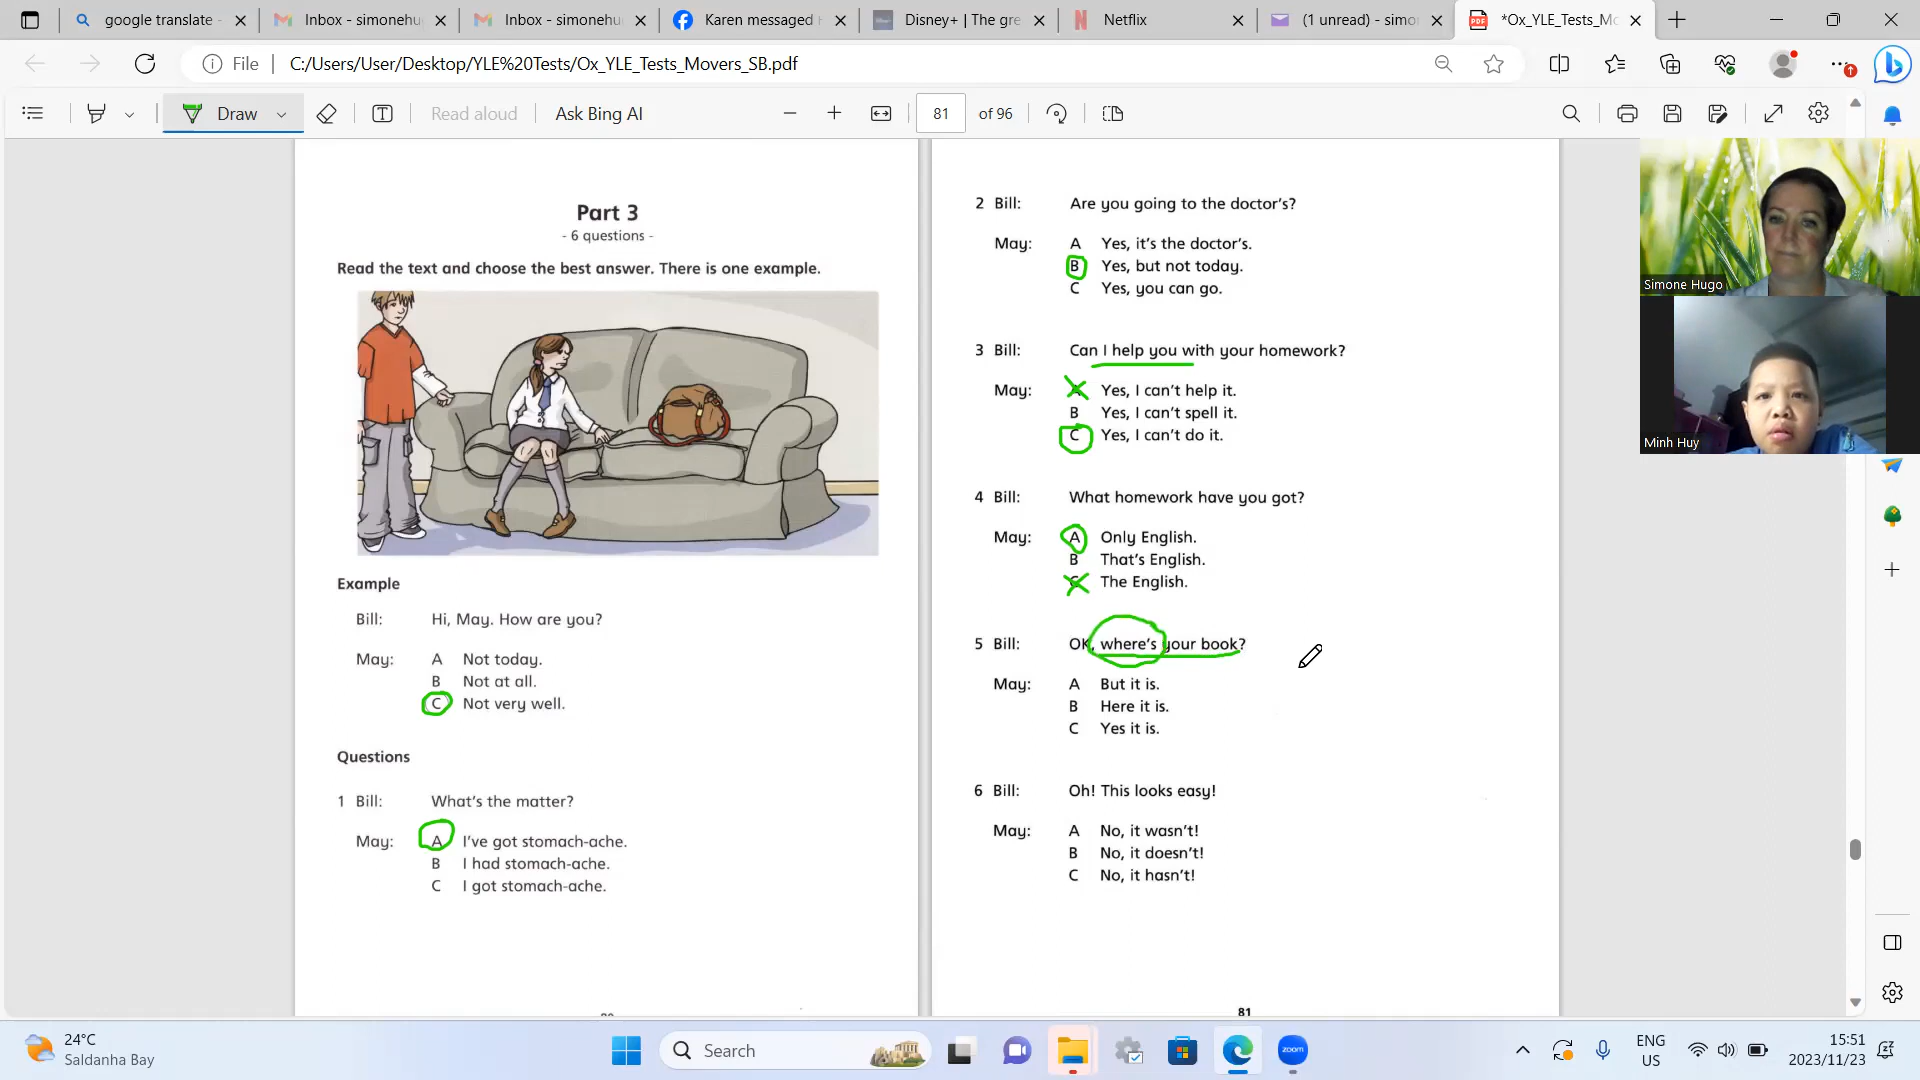 google translate -
Inbox - simonehu
Inbox - simonehu
Karen messaged
Disney+ | The gre
Netflix
(1 unread) - simo
*Ox_YLE_Tests_Mo
File
C:/Users/User/Desktop/YLE%20Tests/Ox_YLE_Tests_Movers_SB.pdf
Draw
Read aloud
Ask Bing AI
81
of 96
Part 3
- 6 questions -
Read the text and choose the best answer. There is one example.
Example
Bill: Hi, May. How are you?
May: A Not today.
B Not at all.
C Not very well.
Questions
1 Bill: What's the matter?
May: A I've got stomach-ache.
B I had stomach-ache.
C I got stomach-ache.
2 Bill: Are you going to the doctor's?
May: A Yes, it's the doctor's.
B Yes, but not today.
C Yes, you can go.
3 Bill: Can I help you with your homework?
May: A Yes, I can't help it.
B Yes, I can't spell it.
C Yes, I can't do it.
4 Bill: What homework have you got?
May: A Only English.
B That's English.
C The English.
5 Bill: OK, where's your book?
May: A But it is.
B Here it is.
C Yes it is.
6 Bill: Oh! This looks easy!
May: A No, it wasn't!
B No, it doesn't!
C No, it hasn't!
81
Simone Hugo
Minh Huy
24°C
Saldanha Bay
Search
zoom
ENG
US
15:51
2023/11/23